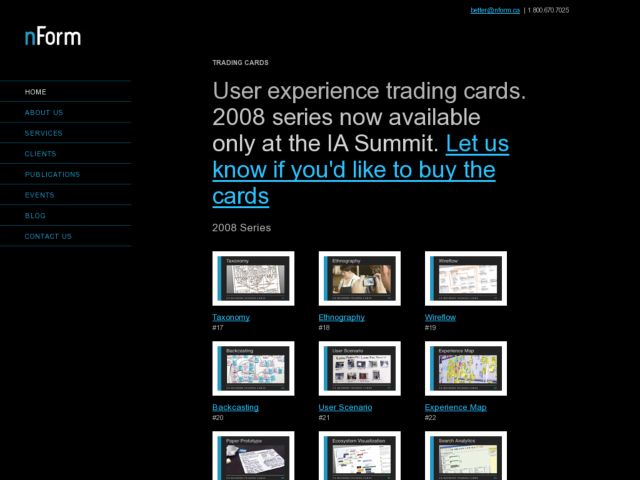 better@nform.ca | 1 800.670.7025
nForm
TRADING CARDS
HOME
ABOUT US
SERVICES
CLIENTS
PUBLICATIONS
EVENTS
BLOG
CONTACT US
User experience trading cards.
2008 series now available
only at the IA Summit. Let us
know if you'd like to buy the
cards
2008 Series
Taxonomy
Ethnography
Wireflow
Taxonomy
Ethnography
Wireflow
#17
#18
#19
Backcasting
User Scenario
Experience Map
Backcasting
User Scenario
Experience Map
#20
#21
#22
Paper Prototype
Ecosystem Visualization
Search Analytics